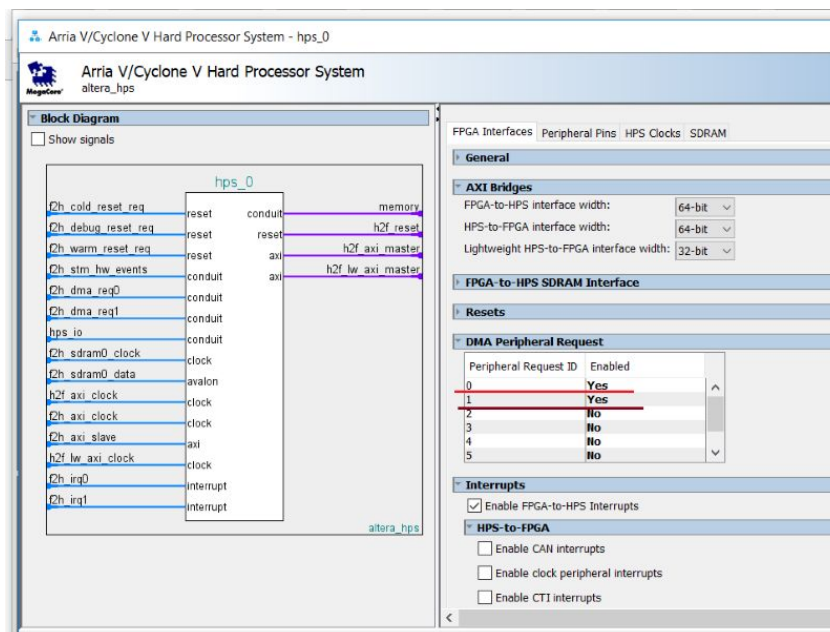 Arria V/Cyclone V Hard Processor System - hps_0
MegaCore'
Arria V/Cyclone V Hard Processor System
altera_hps
Block Diagram
Show signals
hps_0
f2h_cold_reset_req
reset
conduit
memory
f2h_debug_reset_req
reset
reset
h2f_reset
f2h_warm_reset_req
reset
axi
h2f_axi_master
f2h_stm_hw_events
conduit
axi
h2f_lw_axi_master
f2h_dma_req0
conduit
f2h_dma_req1
conduit
hps_io
conduit
f2h_sdram0_clock
clock
f2h_sdram0_data
avalon
h2f_axi_clock
clock
f2h_axi_clock
clock
f2h_axi_slave
axi
h2f_lw_axi_clock
clock
f2h_irq0
interrupt
f2h_irq1
interrupt
altera_hps
FPGA Interfaces Peripheral Pins HPS Clocks SDRAM
General
AXI Bridges
FPGA-to-HPS interface width: 64-bit
HPS-to-FPGA interface width: 64-bit
Lightweight HPS-to-FPGA interface width: 32-bit
FPGA-to-HPS SDRAM Interface
Resets
DMA Peripheral Request
Peripheral Request ID Enabled
0 Yes
1 Yes
2 No
3 No
4 No
5 No
Interrupts
Enable FPGA-to-HPS Interrupts
HPS-to-FPGA
Enable CAN interrupts
Enable clock peripheral interrupts
Enable CTI interrupts